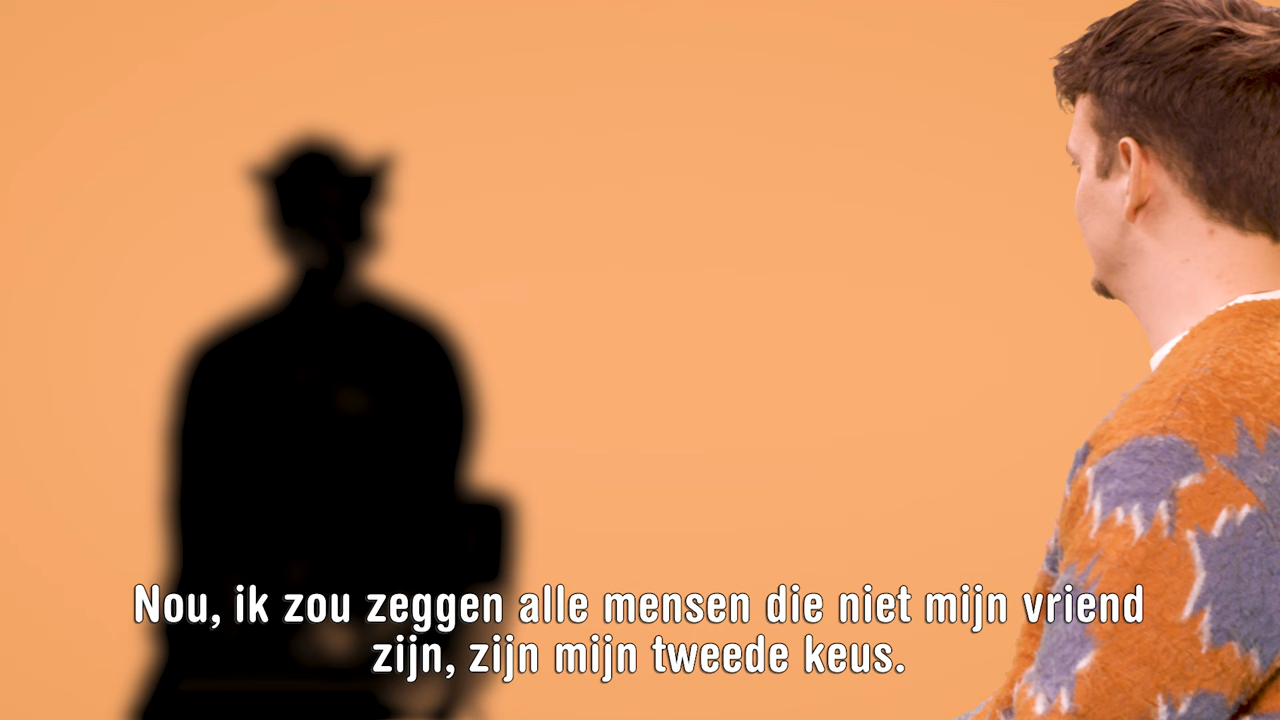 Nou, ik zou zeggen alle mensen die niet mijn vriend
zijn, zijn mijn tweede keus.